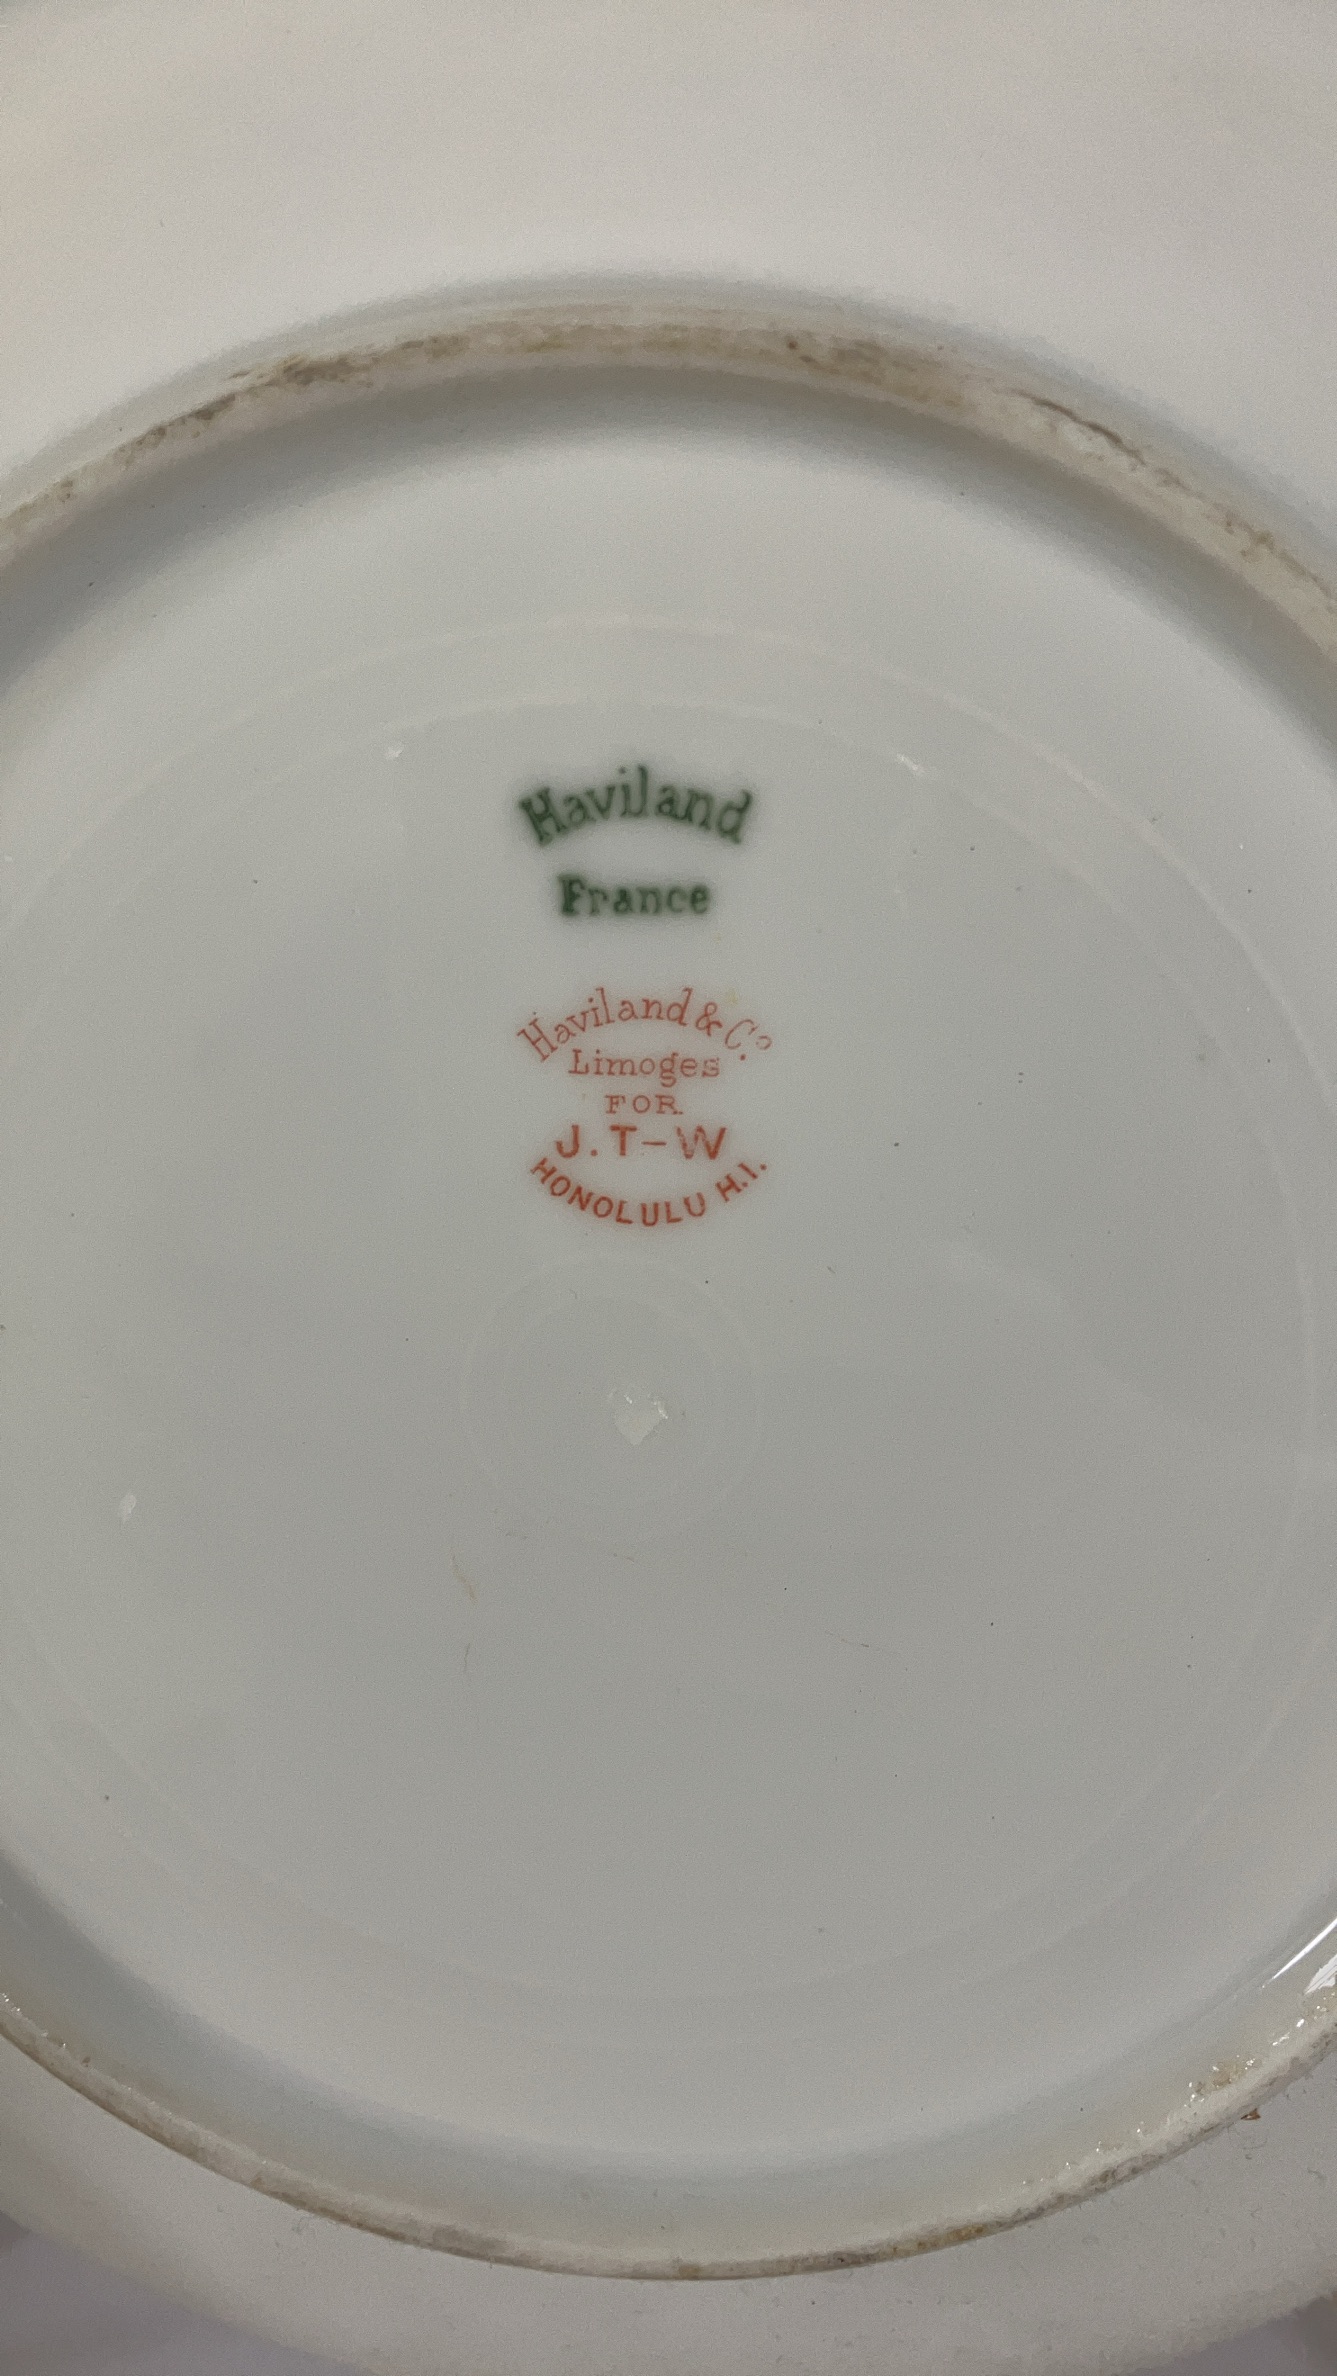 Haviland
France
Haviland & Co.
Limoges
FOR
J. T-W
HONOLULU H.I.